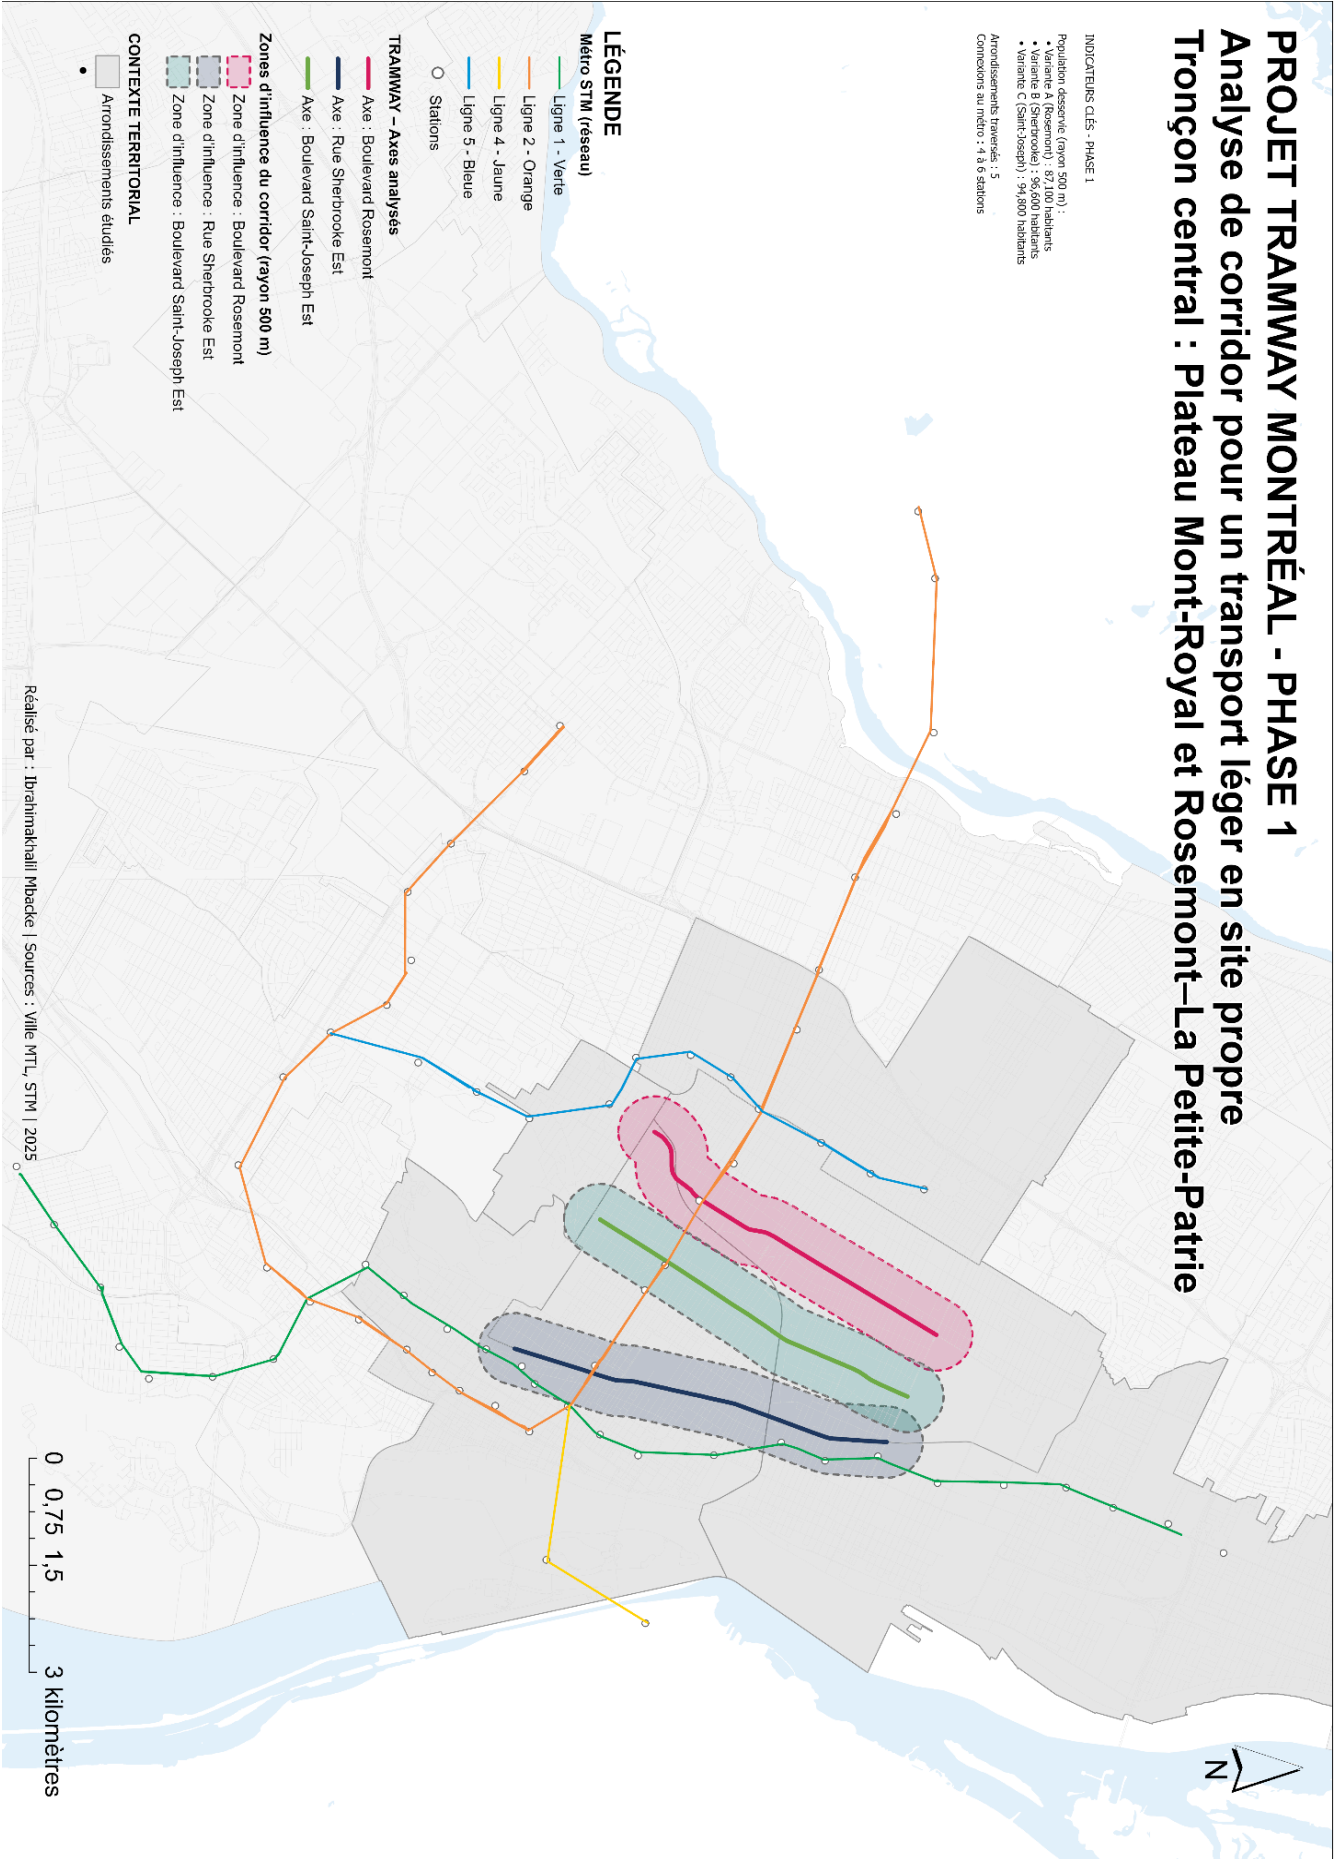 PROJET TRAMWAY MONTRÉAL - PHASE 1
Analyse de corridor pour un transport léger en site propre
Tronçon central : Plateau Mont-Royal et Rosemont–La Petite-Patrie
INDICATEURS CLÉS - PHASE 1
Population desservie (rayon 500 m) :
• Variante A (Rosemont) : 87,100 habitants
• Variante B (Sherbrooke) : 96,600 habitants
• Variante C (Saint-Joseph) : 94,800 habitants
Arrondissements traversés : 5
Connexions au métro : 4 à 6 stations
LÉGENDE
Métro STM (réseau)
Ligne 1 - Verte
Ligne 2 - Orange
Ligne 4 - Jaune
Ligne 5 - Bleue
Stations
TRAMWAY – Axes analysés
Axe : Boulevard Rosemont
Axe : Rue Sherbrooke Est
Axe : Boulevard Saint-Joseph Est
Zones d'influence du corridor (rayon 500 m)
Zone d'influence : Boulevard Rosemont
Zone d'influence : Rue Sherbrooke Est
Zone d'influence : Boulevard Saint-Joseph Est
CONTEXTE TERRITORIAL
Arrondissements étudiés
•
Réalisé par : Ibrahimakhalil Mbacke | Sources : Ville MTL, STM | 2025
0 0,75 1,5 3 kilomètres
N